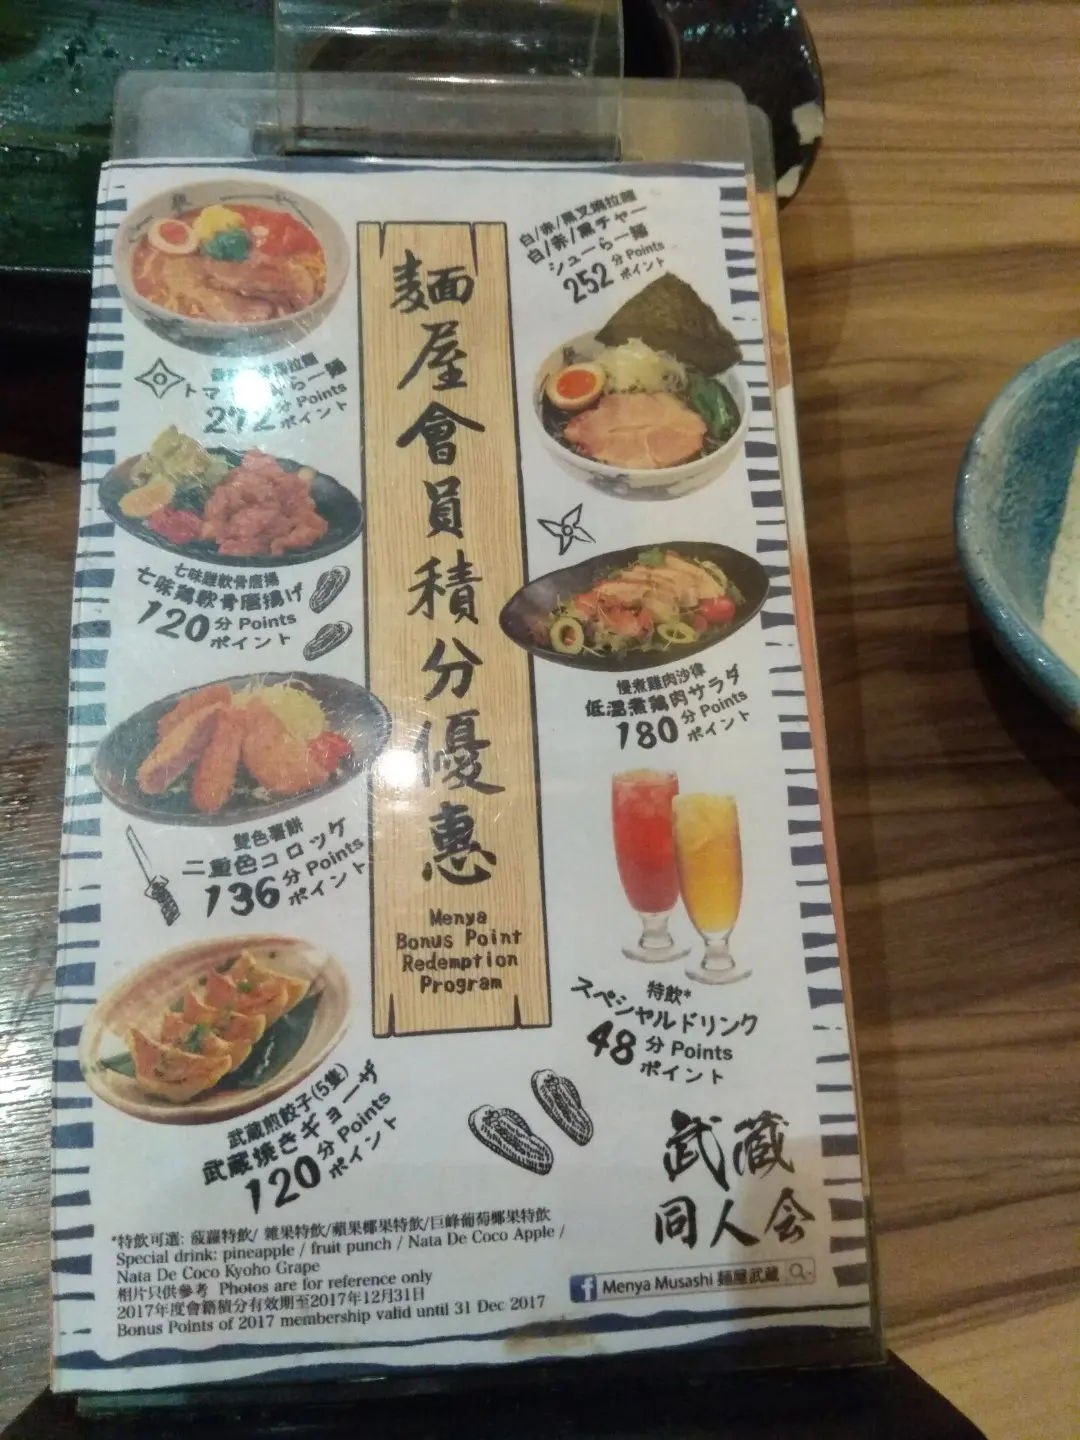 麵屋會員積分優惠
Menya
Bonus Point
Redemption
Program
拉麵
トマ ら一麺
272分 Points
ポイント
七味雞軟骨唐揚
七味鶏軟骨唐揚げ
120分 Points
ポイント
雙色薯餅
二重色コロッケ
136分 Points
ポイント
武蔵煎餃子(5隻)
武蔵焼きギョーザ
120分 Points
ポイント
白/赤/黑叉燒拉麵
白/赤/黒チャー
シューら一麺
252分 Points
ポイント
慢煮雞肉沙律
低温煮鶏肉サラダ
180分 Points
ポイント
特飲*
スペシャルドリンク
48分 Points
ポイント
武蔵
同人会
f Menya Musashi 麺屋武蔵
*特飲可選: 菠蘿特飲/ 雜果特飲/蘋果椰果特飲/巨峰葡萄椰果特飲
Special drink: pineapple / fruit punch / Nata De Coco Apple /
Nata De Coco Kyoho Grape
相片只供參考 Photos are for reference only
2017年度會籍積分有效期至2017年12月31日
Bonus Points of 2017 membership valid until 31 Dec 2017